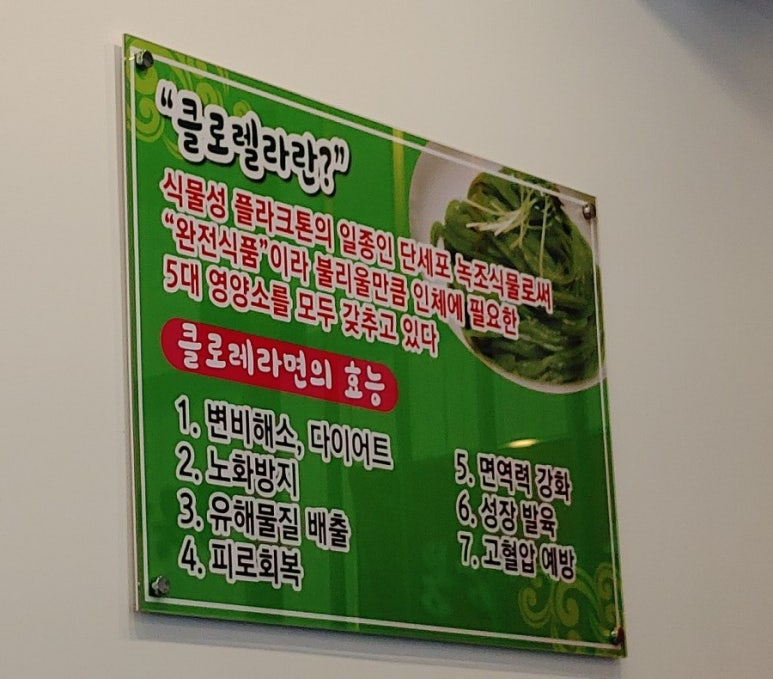 "클로렐라란?"
식물성 플라크톤의 일종인 단세포 녹조식물로써
"완전식품"이라 불리울만큼 인체에 필요한
5대 영양소를 모두 갖추고 있다
클로레라면의 효능
1. 변비해소, 다이어트
2. 노화방지
3. 유해물질 배출
4. 피로회복
5. 면역력 강화
6. 성장 발육
7. 고혈압 예방